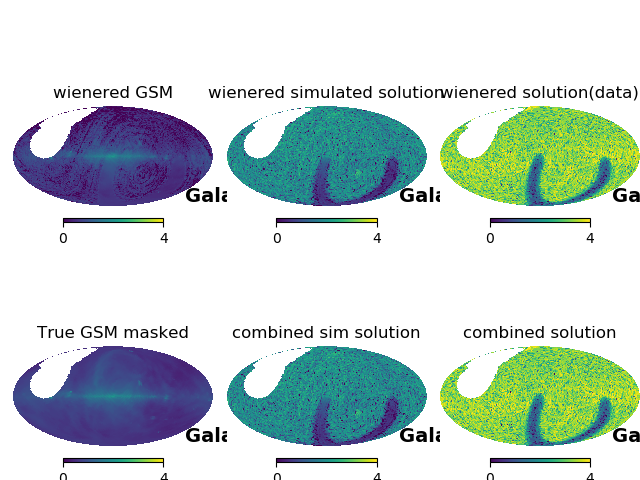 wienered GSM
wienered simulated solution
wienered solution(data)
Gala
Gala
Ga
0 4
0 4
0 4
True GSM masked
combined sim solution
combined solution
Gala
Gala
Ga
0 4
0 4
0 4